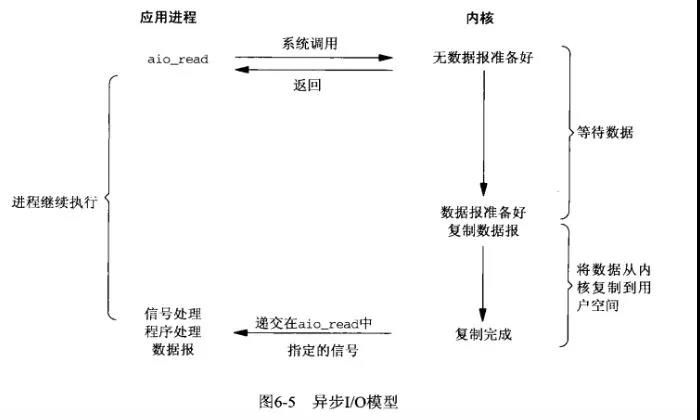 应用进程
内核
系统调用
aio_read
无数据报准备好
返回
等待数据
进程继续执行
数据报准备好
复制数据报
将数据从内
核复制到用
户空间
信号处理
程序处理
数据报
递交在aio_read中
指定的信号
复制完成
图6-5 异步I/O模型